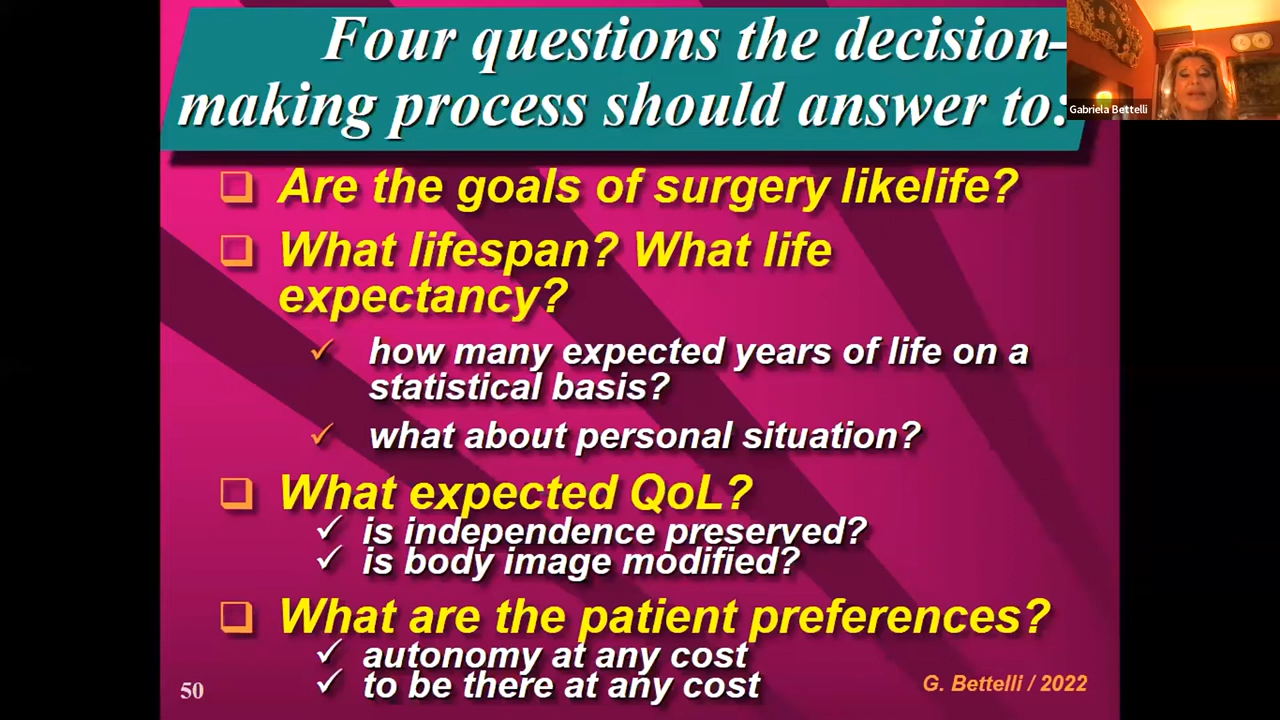 Four questions the decision-
making process should answer to:
Gabriela Bettelli
Are the goals of surgery likelife?
What lifespan? What life
expectancy?
how many expected years of life on a
statistical basis?
what about personal situation?
What expected QoL?
is independence preserved?
is body image modified?
What are the patient preferences?
autonomy at any cost
to be there at any cost
50
G. Bettelli / 2022